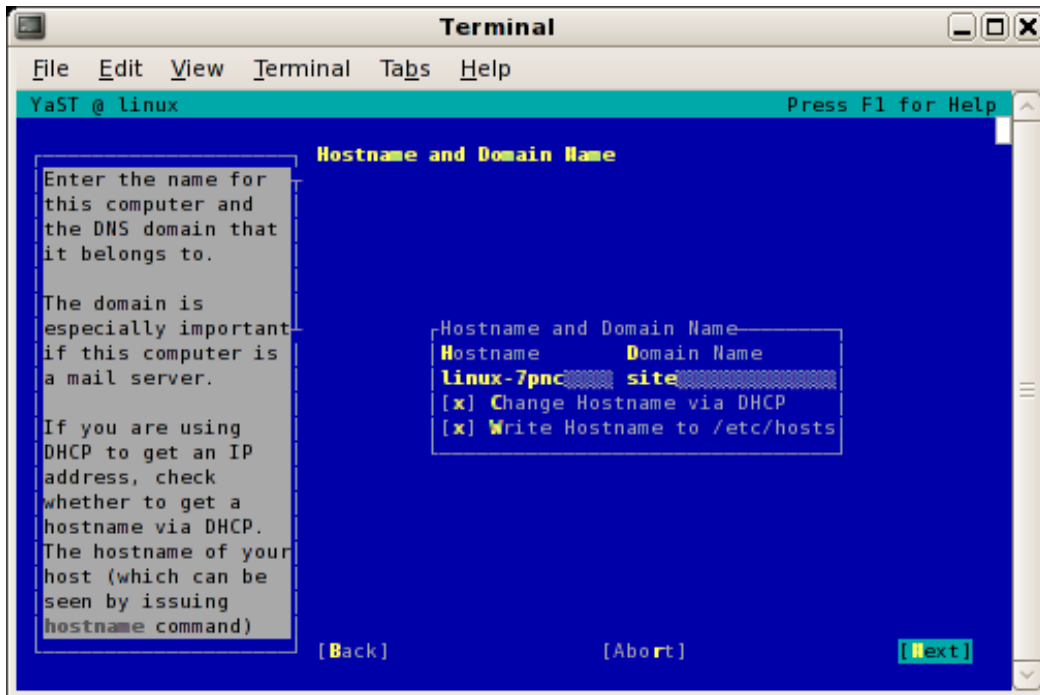 Terminal
File Edit View Terminal Tabs Help
YaST @ linux Press F1 for Help
Hostname and Domain Name
Enter the name for
this computer and
the DNS domain that
it belongs to.
The domain is
especially important
if this computer is
a mail server.
If you are using
DHCP to get an IP
address, check
whether to get a
hostname via DHCP.
The hostname of your
host (which can be
seen by issuing
hostname command)
Hostname and Domain Name
Hostname Domain Name
linux-7pnc site
[x] Change Hostname via DHCP
[x] Write Hostname to /etc/hosts
[Back] [Abort] [Next]